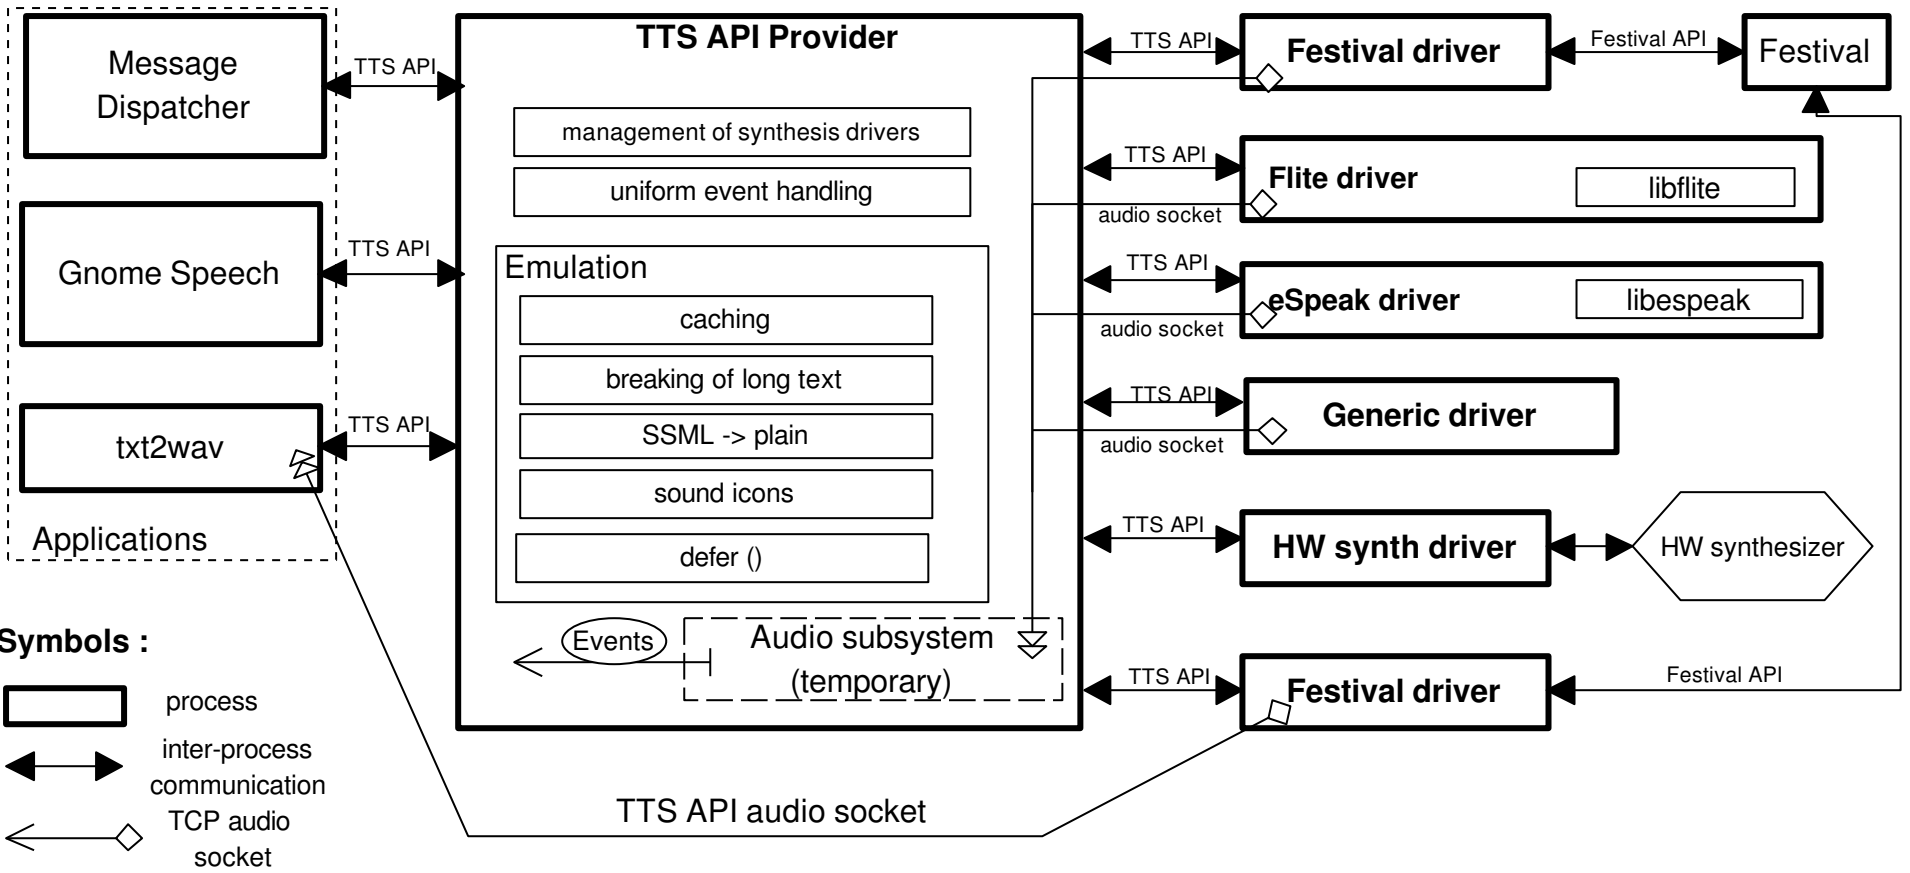 Message
Dispatcher
TTS API
Gnome Speech
TTS API
txt2wav
TTS API
Applications
TTS API Provider
management of synthesis drivers
uniform event handling
Emulation
caching
breaking of long text
SSML -> plain
sound icons
defer ()
Events
Audio subsystem
(temporary)
TTS API
Festival driver
Festival API
Festival
TTS API
Flite driver
libflite
audio socket
TTS API
eSpeak driver
libespeak
audio socket
TTS API
Generic driver
audio socket
TTS API
HW synth driver
HW synthesizer
TTS API
Festival driver
Festival API
TTS API audio socket
Symbols :
process
inter-process
communication
TCP audio
socket